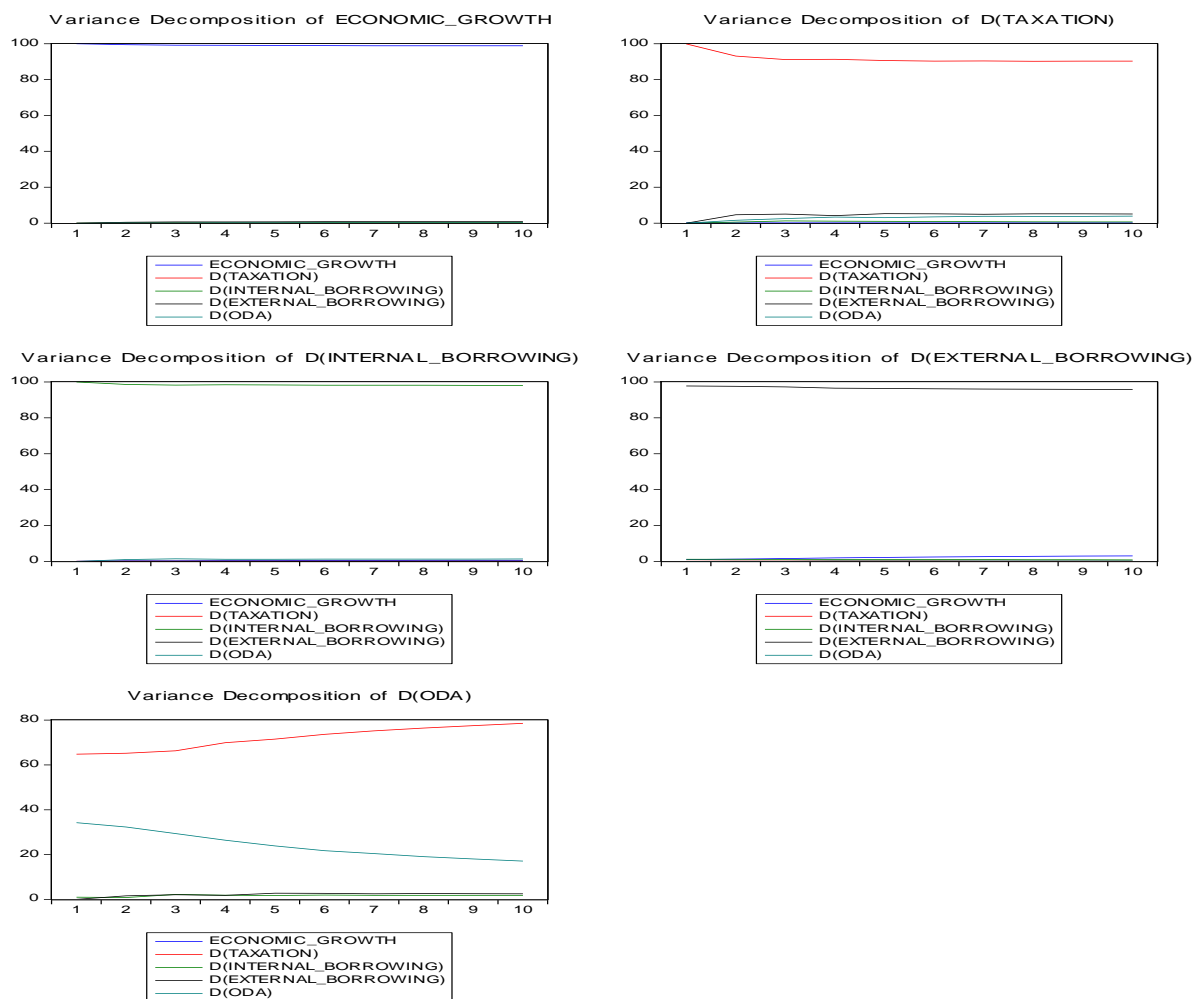 Variance Decomposition of ECONOMIC_GROWTH
100
80
60
40
20
0
1 2 3 4 5 6 7 8 9 10
ECONOMIC_GROWTH
D(TAXATION)
D(INTERNAL_BORROWING)
D(EXTERNAL_BORROWING)
D(ODA)
Variance Decomposition of D(TAXATION)
100
80
60
40
20
0
1 2 3 4 5 6 7 8 9 10
ECONOMIC_GROWTH
D(TAXATION)
D(INTERNAL_BORROWING)
D(EXTERNAL_BORROWING)
D(ODA)
Variance Decomposition of D(INTERNAL_BORROWING)
100
80
60
40
20
0
1 2 3 4 5 6 7 8 9 10
ECONOMIC_GROWTH
D(TAXATION)
D(INTERNAL_BORROWING)
D(EXTERNAL_BORROWING)
D(ODA)
Variance Decomposition of D(EXTERNAL_BORROWING)
100
80
60
40
20
0
1 2 3 4 5 6 7 8 9 10
ECONOMIC_GROWTH
D(TAXATION)
D(INTERNAL_BORROWING)
D(EXTERNAL_BORROWING)
D(ODA)
Variance Decomposition of D(ODA)
80
60
40
20
0
1 2 3 4 5 6 7 8 9 10
ECONOMIC_GROWTH
D(TAXATION)
D(INTERNAL_BORROWING)
D(EXTERNAL_BORROWING)
D(ODA)